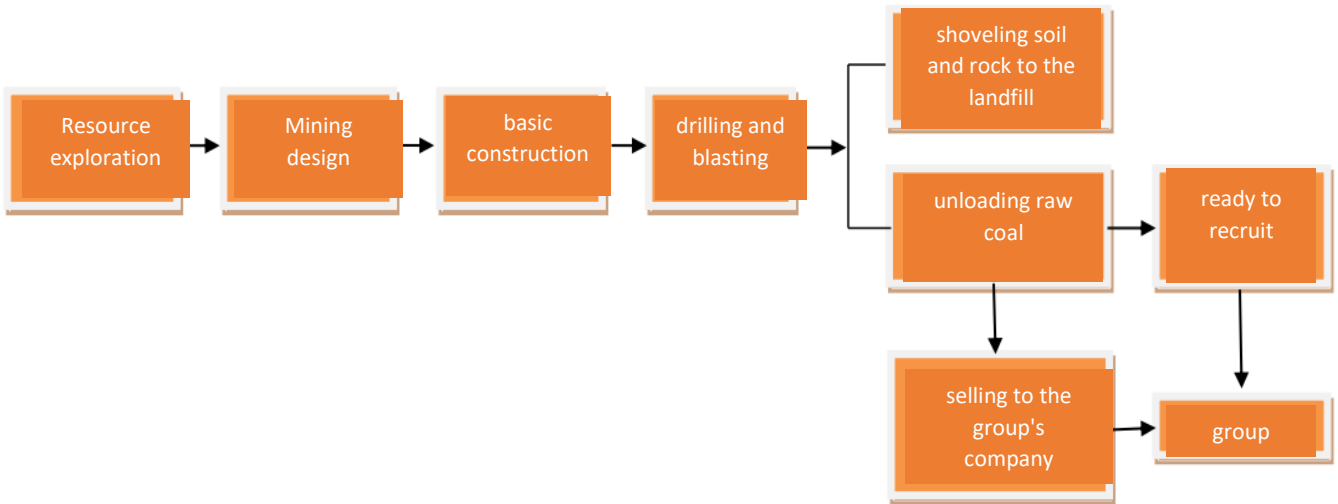 Resource
exploration
Mining
design
basic
construction
drilling and
blasting
shoveling soil
and rock to the
landfill
unloading raw
coal
ready to
recruit
selling to the
group's
company
group